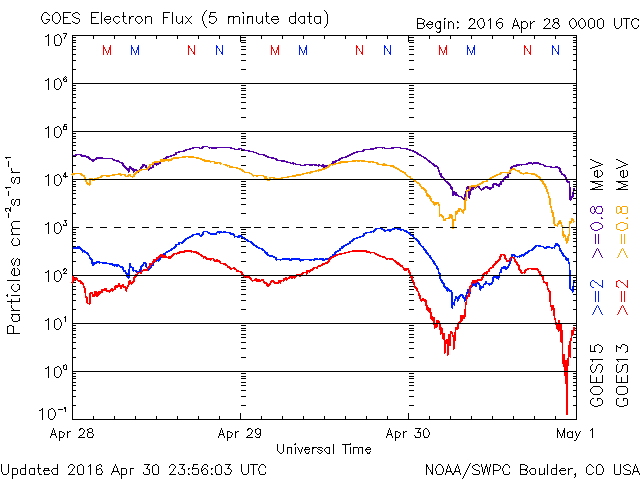 GOES Electron Flux (5 minute data)
Begin: 2016 Apr 28 0000 UTC
10⁷
M M N N M M N N M M N N
10⁶
10⁵
10⁴
10³
10²
10¹
10⁰
10⁻¹
Particles cm⁻²s⁻¹sr⁻¹
Apr 28 Apr 29 Apr 30 May 1
Universal Time
GOES15 >=2 >=0.8 MeV
GOES13 >=2 >=0.8 MeV
Updated 2016 Apr 30 23:56:03 UTC
NOAA/SWPC Boulder, CO USA